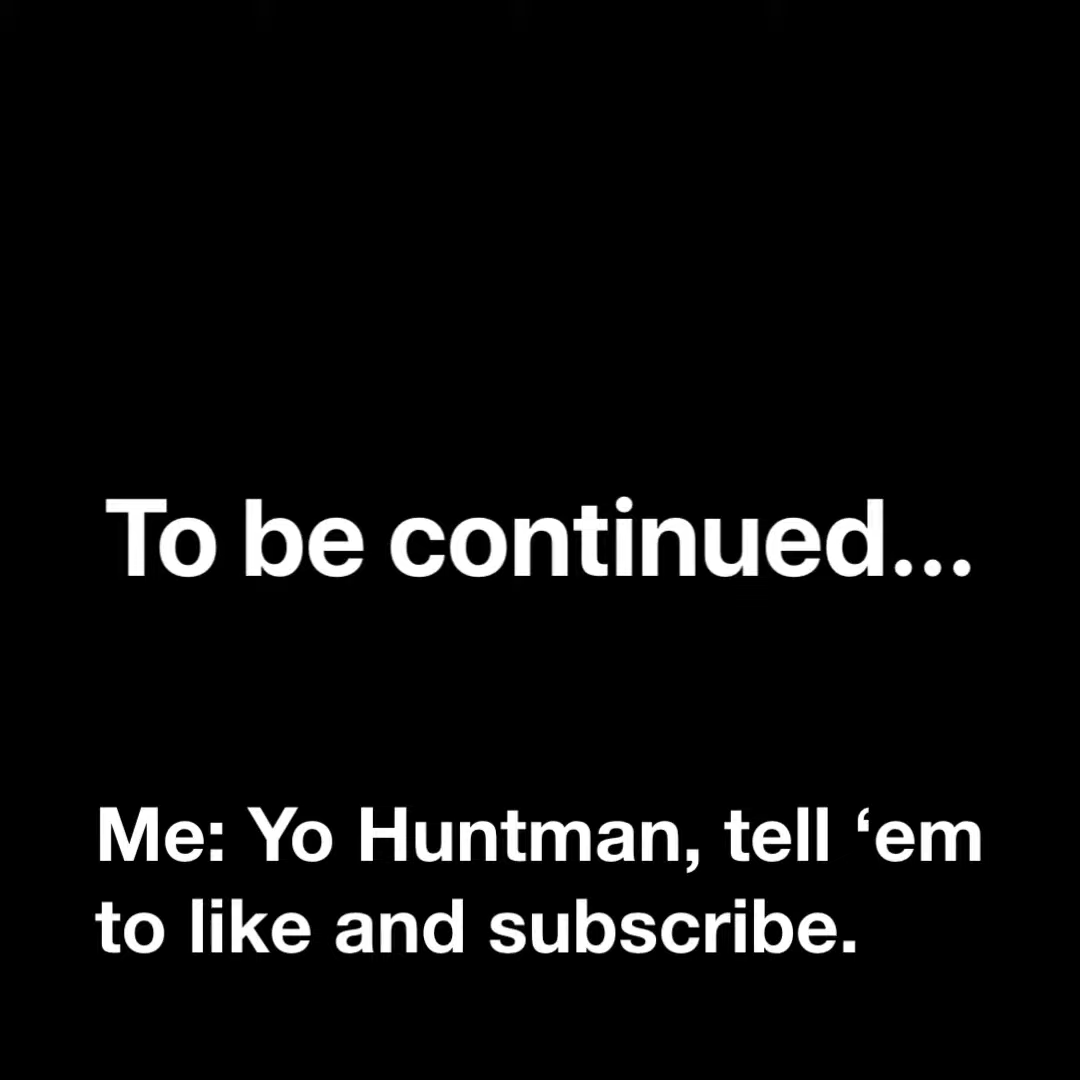 To be continued...
Me: Yo Huntman, tell ‘em
to like and subscribe.